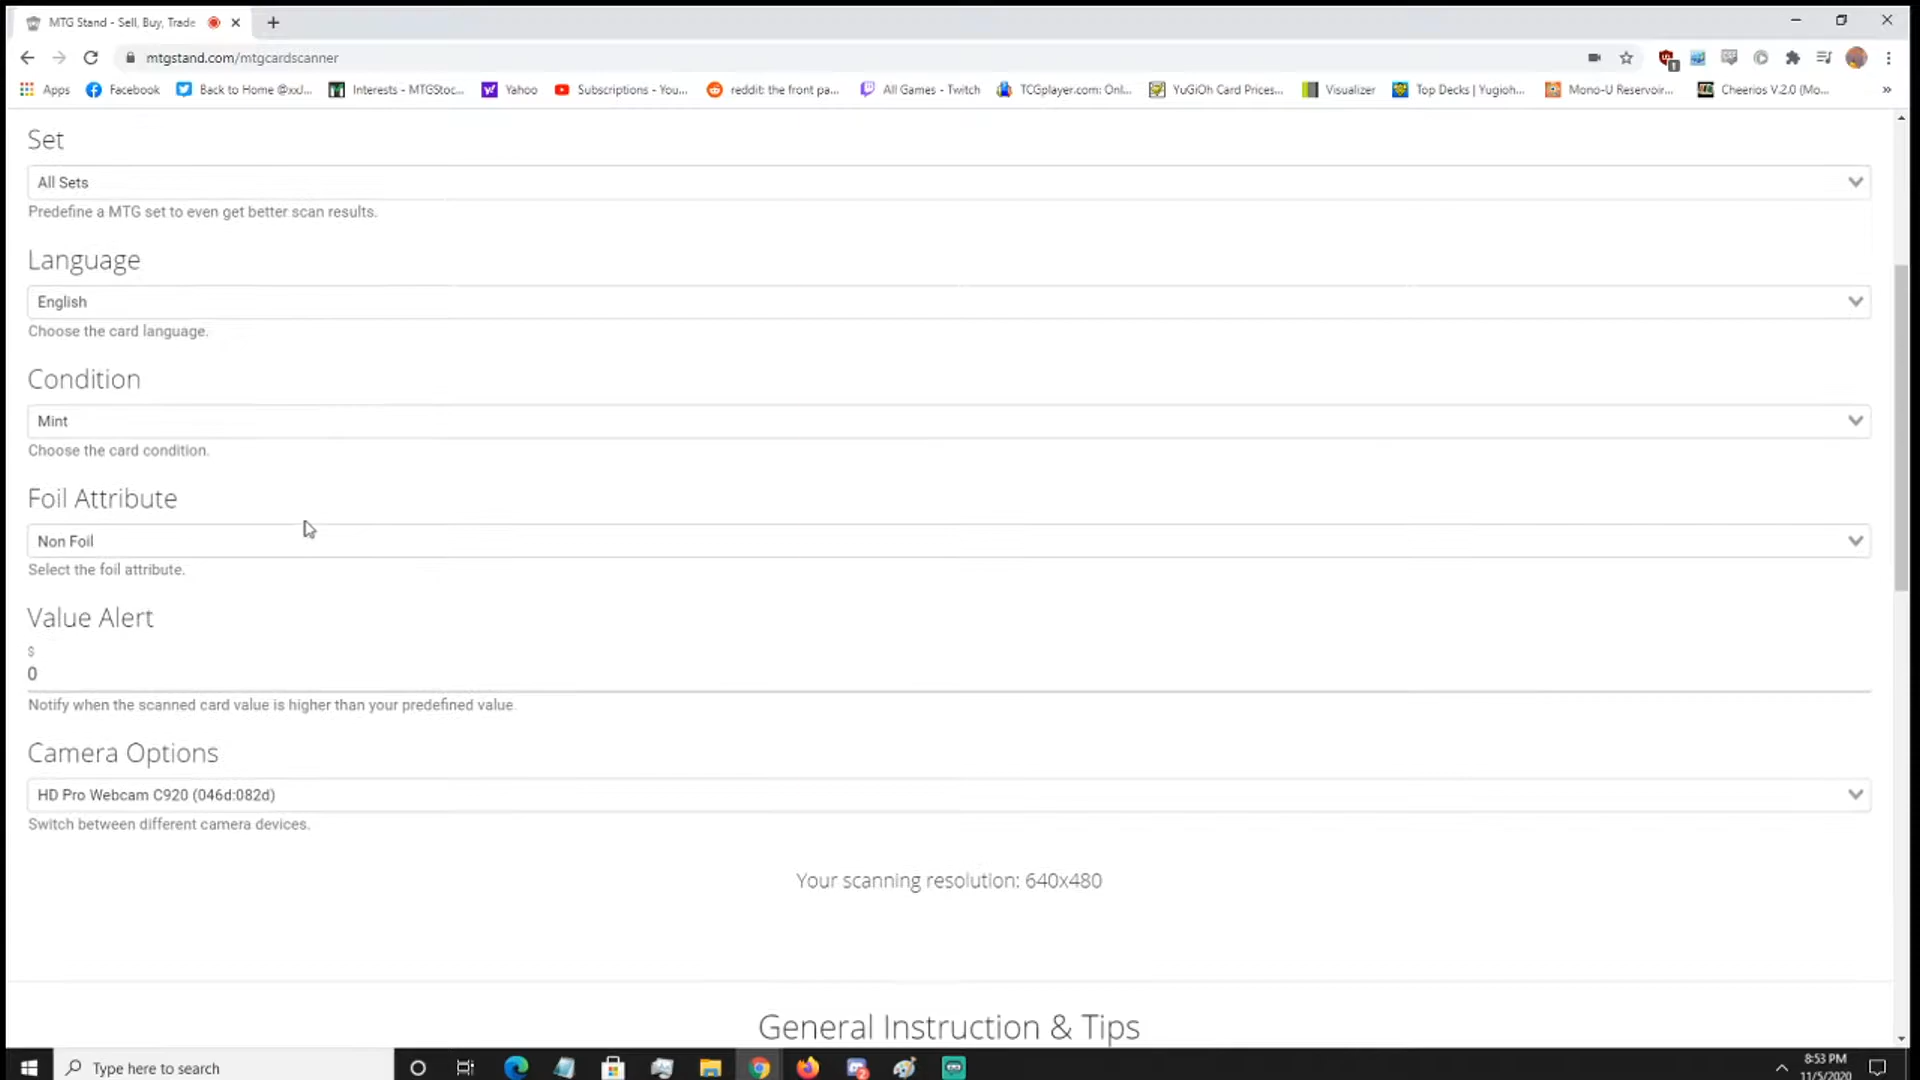 MTG Stand - Sell, Buy, Trade
mtgstand.com/mtgcardscanner
Apps Facebook Back to Home @xxJ... Interests - MTGStoc... Yahoo Subscriptions - You... reddit: the front pa... All Games - Twitch TCGplayer.com: Onl... YuGiOh Card Prices... Visualizer Top Decks | Yugioh... Mono-U Reservoir... Cheerios V.2.0 (Mo... »
Set
All Sets
Predefine a MTG set to even get better scan results.
Language
English
Choose the card language.
Condition
Mint
Choose the card condition.
Foil Attribute
Non Foil
Select the foil attribute.
Value Alert
$
0
Notify when the scanned card value is higher than your predefined value.
Camera Options
HD Pro Webcam C920 (046d:082d)
Switch between different camera devices.
Your scanning resolution: 640x480
General Instruction & Tips
Type here to search
8:53 PM
11/5/2020